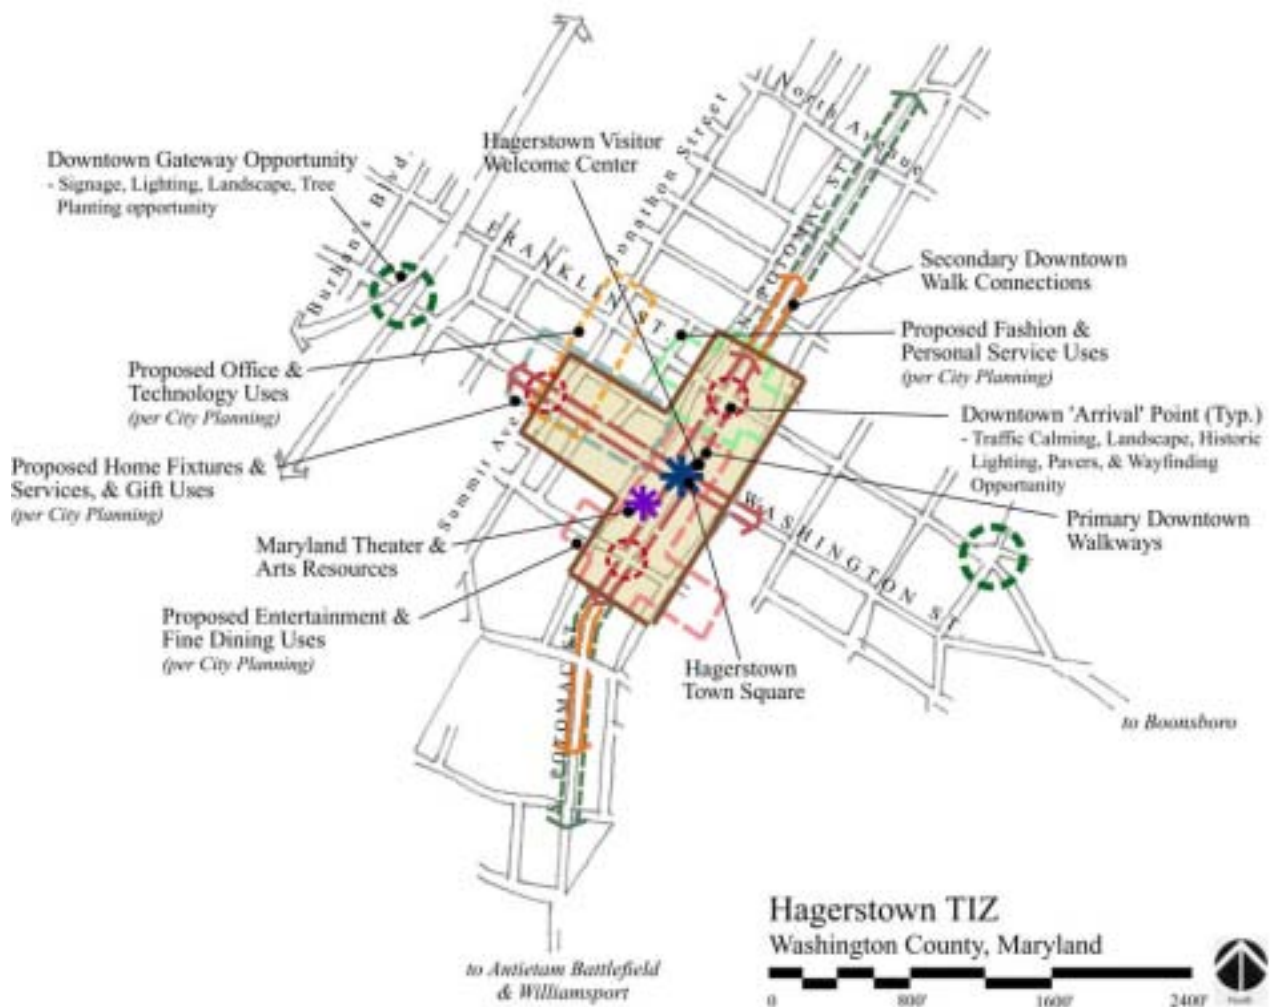 North Avenue
Jonathon Street
Hagerstown Visitor
Welcome Center
Downtown Gateway Opportunity
- Signage, Lighting, Landscape, Tree
Planting opportunity
Burhan's Blvd.
FRANKLIN ST
N. POTOMAC ST
Secondary Downtown
Walk Connections
Proposed Fashion &
Personal Service Uses
(per City Planning)
Proposed Office &
Technology Uses
(per City Planning)
Downtown 'Arrival' Point (Typ.)
- Traffic Calming, Landscape, Historic
Lighting, Pavers, & Wayfinding
Opportunity
Proposed Home Fixtures &
Services, & Gift Uses
(per City Planning)
Summit Ave
WASHINGTON ST.
Primary Downtown
Walkways
Maryland Theater &
Arts Resources
Proposed Entertainment &
Fine Dining Uses
(per City Planning)
Hagerstown
Town Square
S. POTOMAC ST
to Boonsboro
Hagerstown TIZ
Washington County, Maryland
0 800' 1600' 2400'
to Antietam Battlefield
& Williamsport